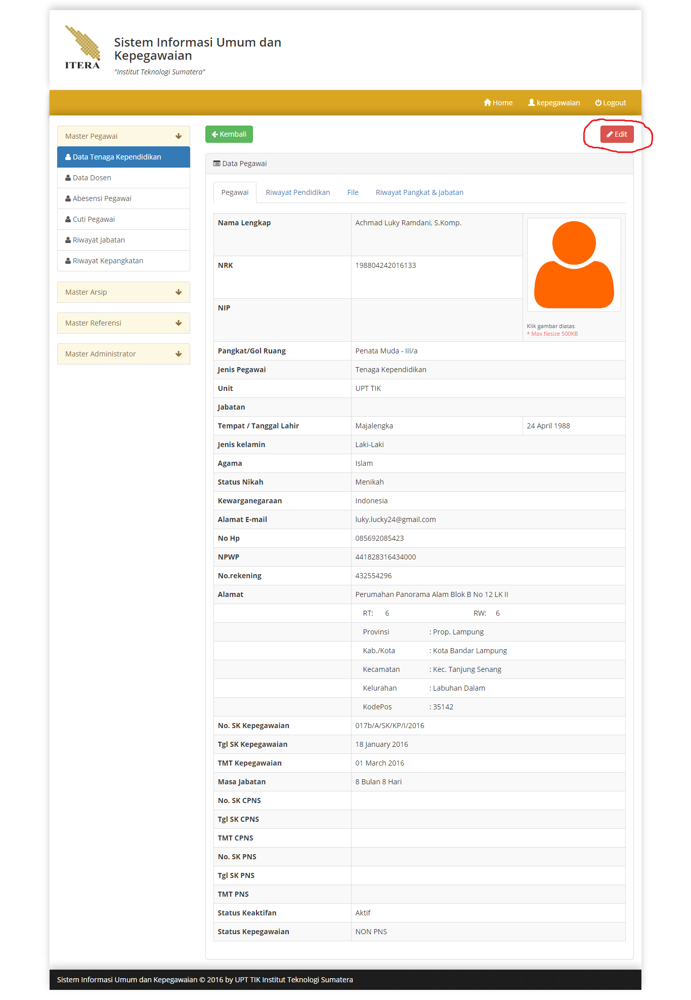 ITERA
Sistem Informasi Umum dan
Kepegawaian
"Institut Teknologi Sumatera"
Home kepegawaian Logout
Master Pegawai
Data Tenaga Kependidikan
Data Dosen
Abesensi Pegawai
Cuti Pegawai
Riwayat Jabatan
Riwayat Kepangkatan
Master Arsip
Master Referensi
Master Administrator
Kembali Edit
Data Pegawai
Pegawai Riwayat Pendidikan File Riwayat Pangkat & Jabatan
Nama Lengkap Achmad Luky Ramdani, S.Komp.
NRK 198804242016133
NIP
Klik gambar diatas
* Max fiesize 500KB
Pangkat/Gol Ruang Penata Muda - III/a
Jenis Pegawai Tenaga Kependidikan
Unit UPT TIK
Jabatan
Tempat / Tanggal Lahir Majalengka 24 April 1988
Jenis kelamin Laki-Laki
Agama Islam
Status Nikah Menikah
Kewarganegaraan Indonesia
Alamat E-mail luky.lucky24@gmail.com
No Hp 085692085423
NPWP 441828316434000
No.rekening 432554296
Alamat Perumahan Panorama Alam Blok B No 12 LK II
RT: 6 RW: 6
Provinsi : Prop. Lampung
Kab./Kota : Kota Bandar Lampung
Kecamatan : Kec. Tanjung Senang
Kelurahan : Labuhan Dalam
KodePos : 35142
No. SK Kepegawaian 017b/A/SK/KP/I/2016
Tgl SK Kepegawaian 18 January 2016
TMT Kepegawaian 01 March 2016
Masa Jabatan 8 Bulan 8 Hari
No. SK CPNS
Tgl SK CPNS
TMT CPNS
No. SK PNS
Tgl SK PNS
TMT PNS
Status Keaktifan Aktif
Status Kepegawaian NON PNS
Sistem Informasi Umum dan Kepegawaian © 2016 by UPT TIK Institut Teknologi Sumatera